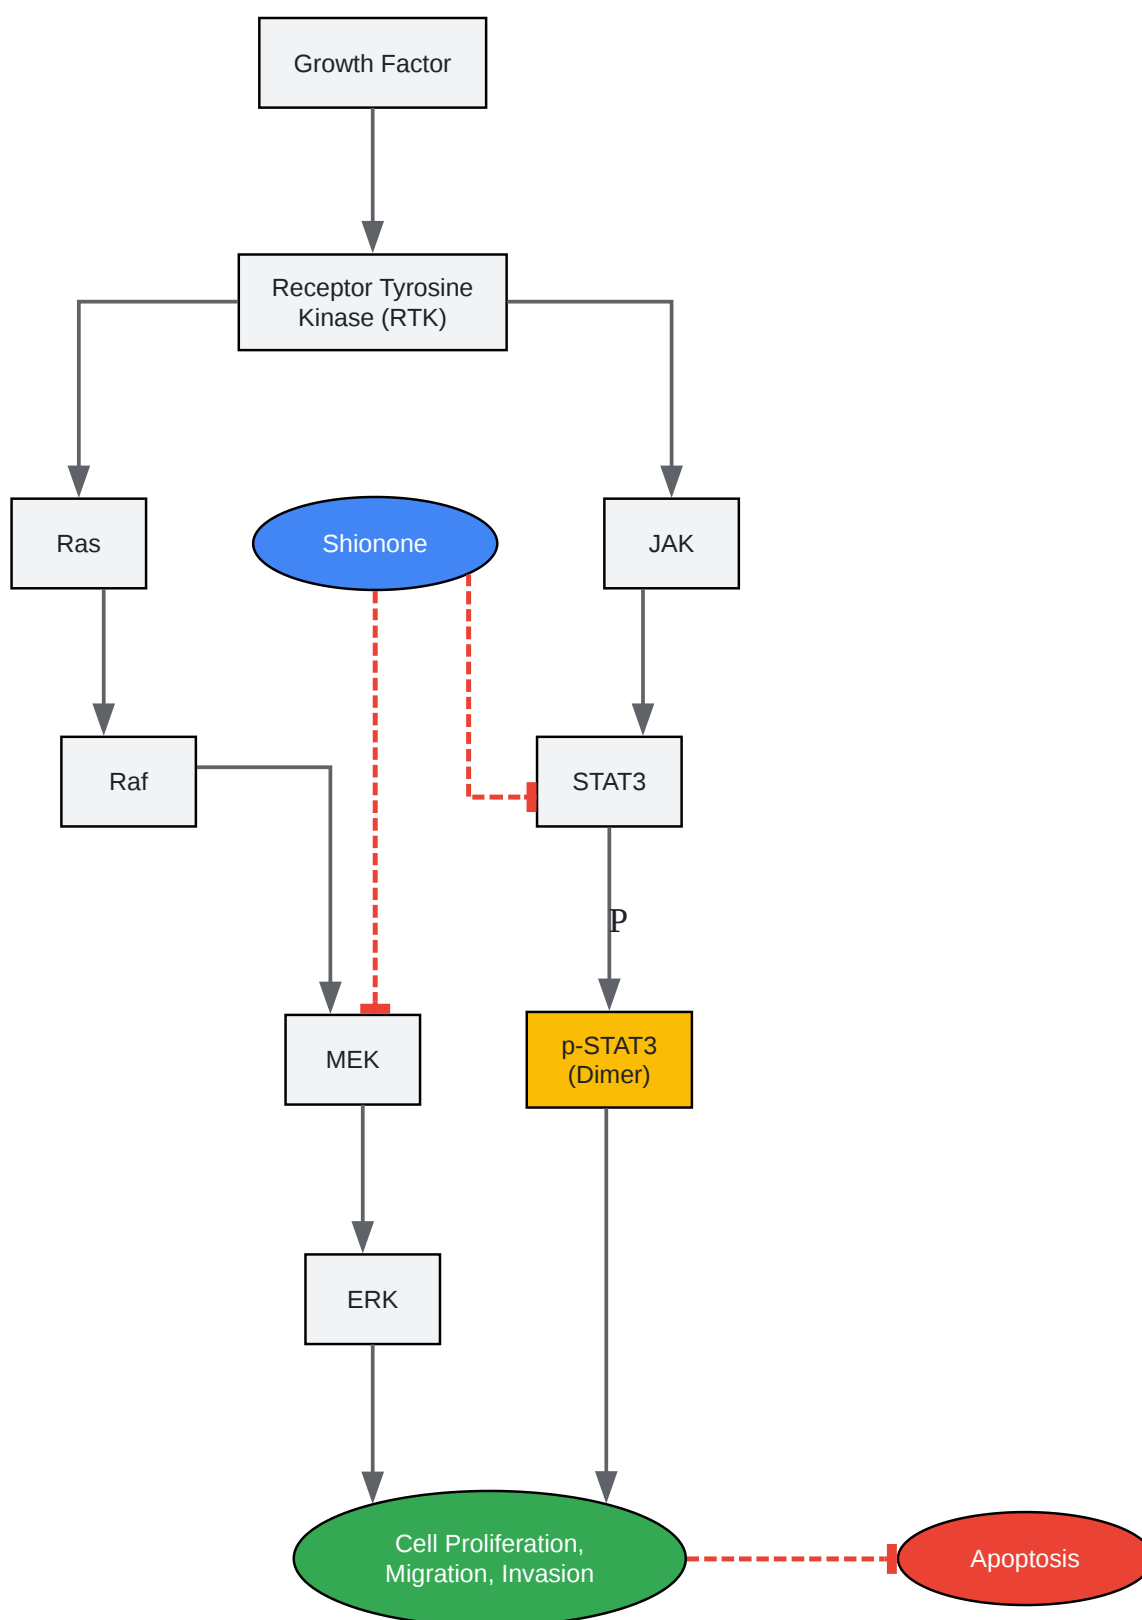 Growth Factor
Receptor Tyrosine
Kinase (RTK)
Ras
Shionone
JAK
Raf
STAT3
P
MEK
p-STAT3
(Dimer)
ERK
Cell Proliferation,
Migration, Invasion
Apoptosis